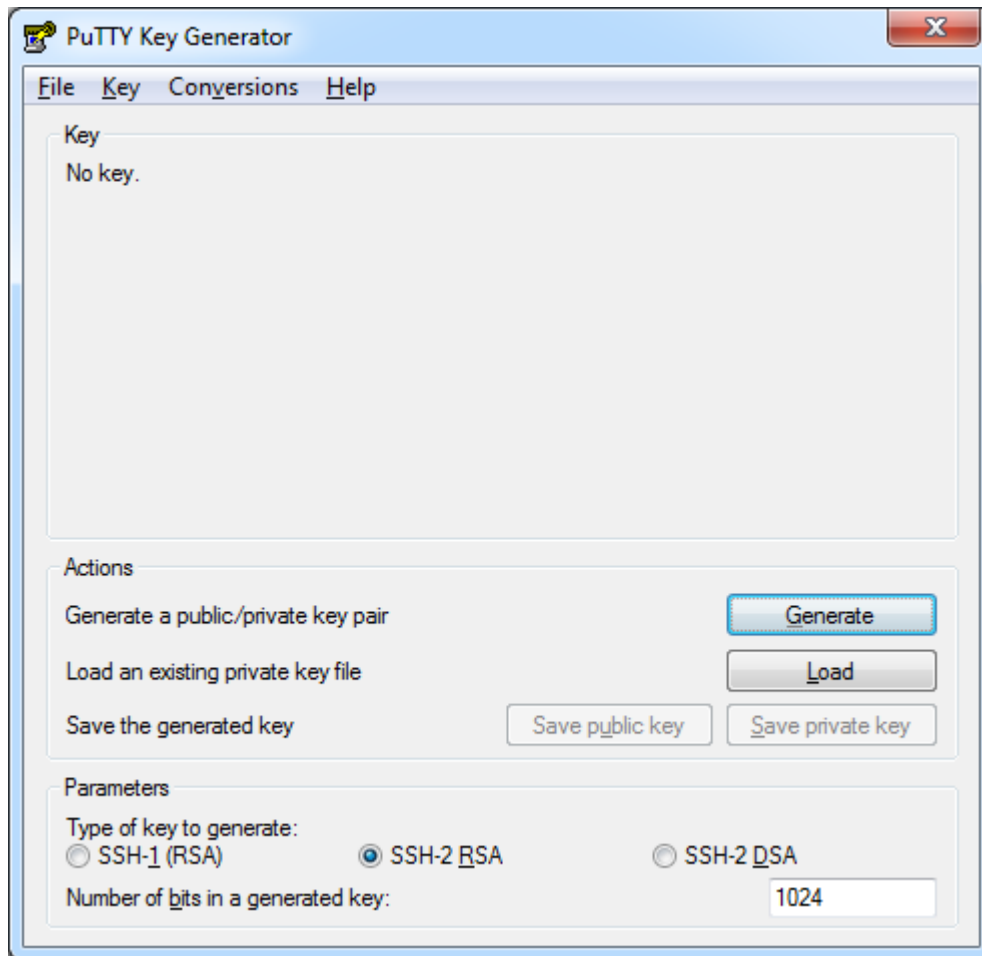 PuTTY Key Generator
File Key Conversions Help
Key
No key.
Actions
Generate a public/private key pair Generate
Load an existing private key file Load
Save the generated key Save public key Save private key
Parameters
Type of key to generate:
SSH-1 (RSA) SSH-2 RSA SSH-2 DSA
Number of bits in a generated key: 1024